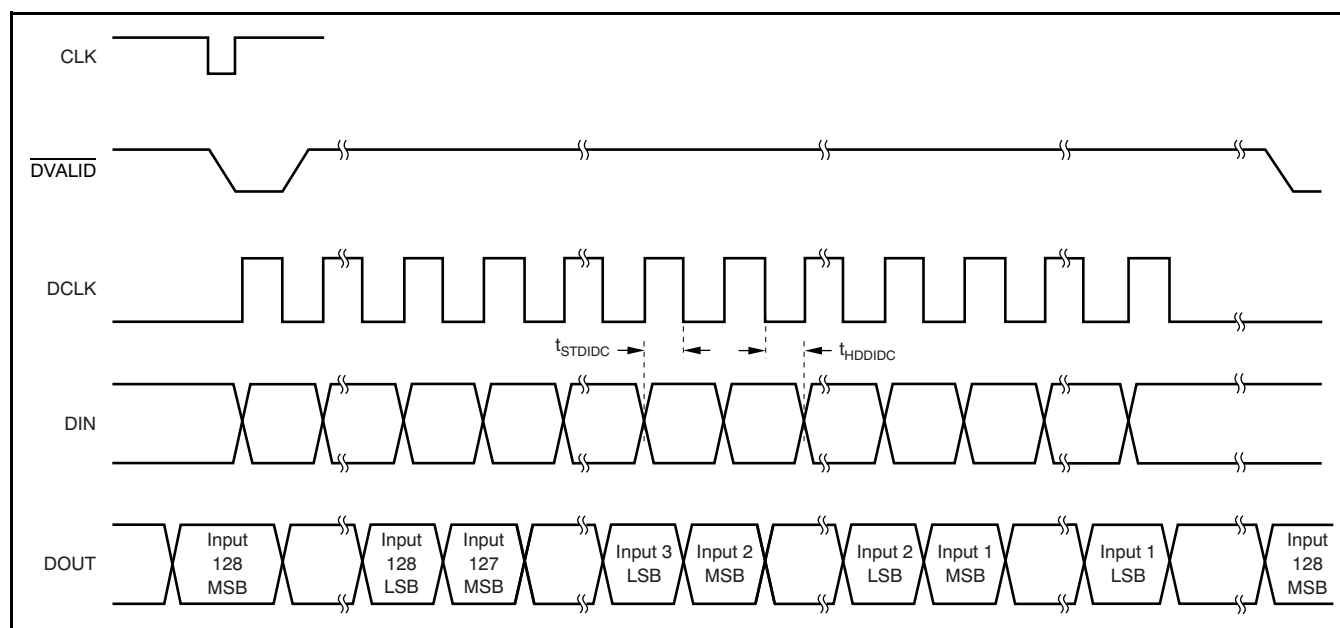 CLK
DVALID
DCLK
tSTDIDC
tHDDIDC
DIN
DOUT
Input
128
MSB
Input
128
LSB
Input
127
MSB
Input 3
LSB
Input 2
MSB
Input 2
LSB
Input 1
MSB
Input 1
LSB
Input
128
MSB